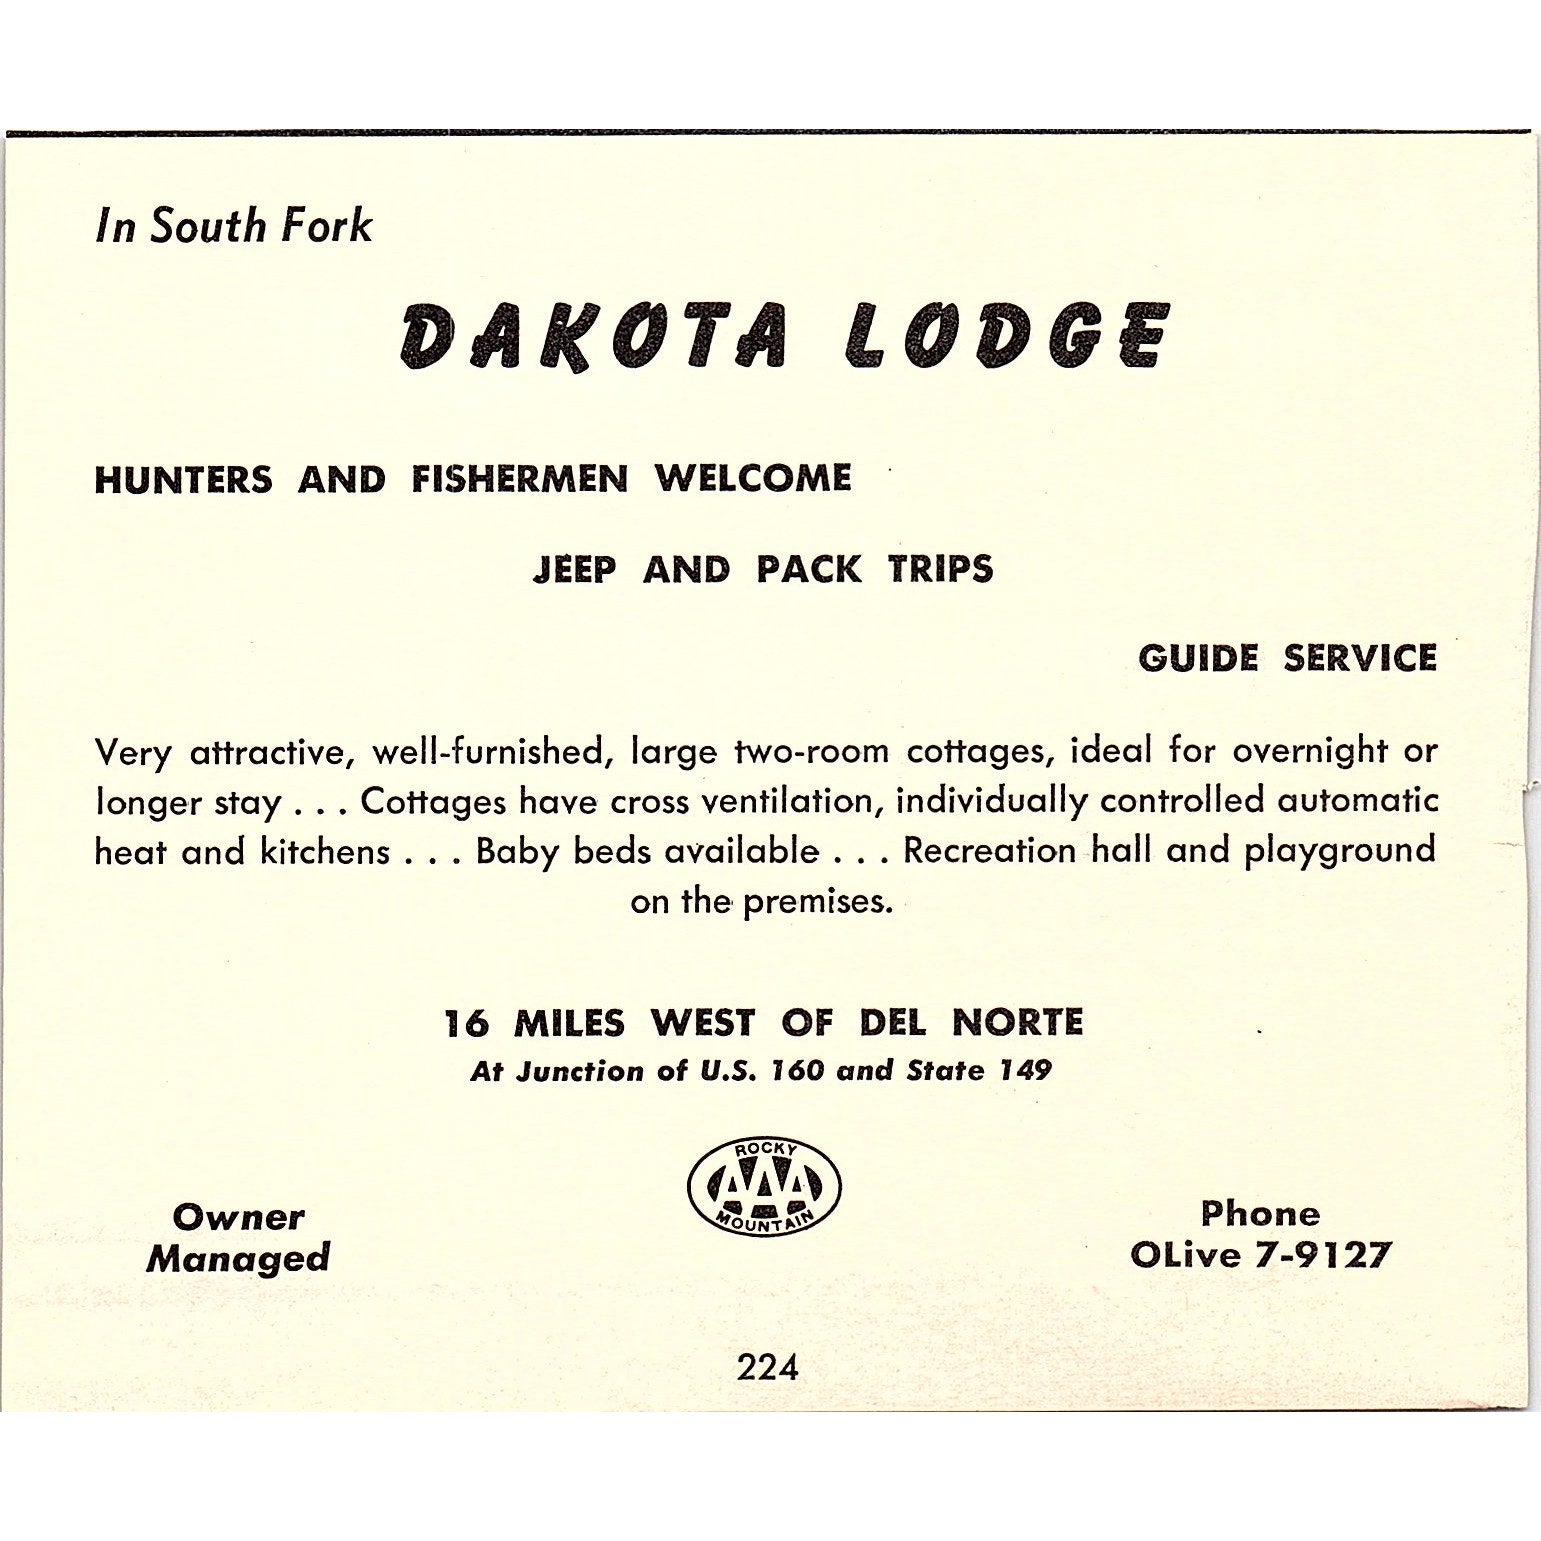 In South Fork
DAKOTA LODGE
HUNTERS AND FISHERMEN WELCOME
JEEP AND PACK TRIPS
GUIDE SERVICE
Very attractive, well-furnished, large two-room cottages, ideal for overnight or
longer stay . . . Cottages have cross ventilation, individually controlled automatic
heat and kitchens . . . Baby beds available . . . Recreation hall and playground
on the premises.
16 MILES WEST OF DEL NORTE
At Junction of U.S. 160 and State 149
ROCKY
AAA
MOUNTAIN
Owner
Managed
Phone
OLive 7-9127
224